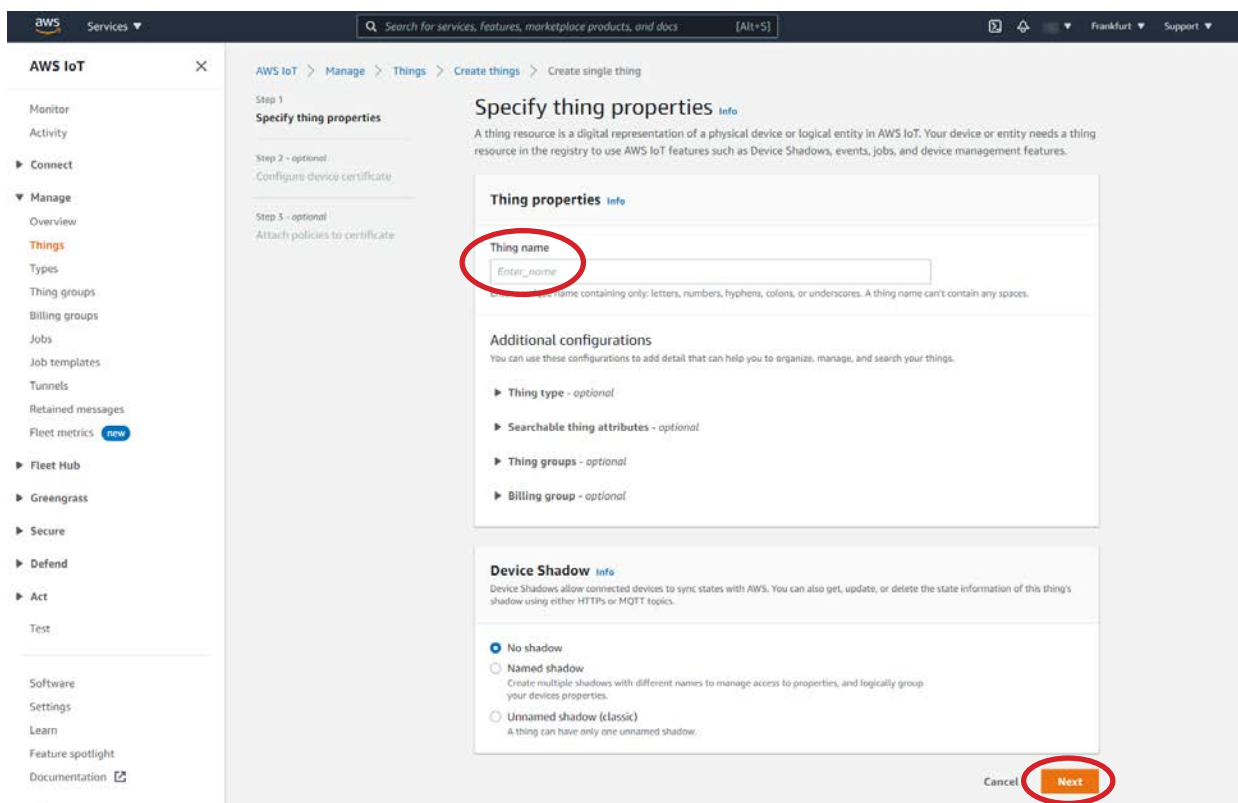 aws Services ▼ Search for services, features, marketplace products, and docs [Alt+S] ▼ Frankfurt ▼ Support ▼
AWS IoT
Monitor
Activity
Connect
Manage
Overview
Things
Types
Thing groups
Billing groups
Jobs
Job templates
Tunnels
Retained messages
Fleet metrics new
Fleet Hub
Greengrass
Secure
Defend
Act
Test
Software
Settings
Learn
Feature spotlight
Documentation
AWS IoT > Manage > Things > Create things > Create single thing
Step 1
Specify thing properties
Step 2 - optional
Configure device certificate
Step 3 - optional
Attach policies to certificate
Specify thing properties Info
A thing resource is a digital representation of a physical device or logical entity in AWS IoT. Your device or entity needs a thing
resource in the registry to use AWS IoT features such as Device Shadows, events, jobs, and device management features.
Thing properties Info
Thing name
Enter_name
name containing only: letters, numbers, hyphens, colons, or underscores. A thing name can't contain any spaces.
Additional configurations
You can use these configurations to add detail that can help you to organize, manage, and search your things.
Thing type - optional
Searchable thing attributes - optional
Thing groups - optional
Billing group - optional
Device Shadow Info
Device Shadows allow connected devices to sync states with AWS. You can also get, update, or delete the state information of this thing's
shadow using either HTTPs or MQTT topics.
No shadow
Named shadow
Create multiple shadows with different names to manage access to properties, and logically group
your devices properties.
Unnamed shadow (classic)
A thing can have only one unnamed shadow.
Cancel Next